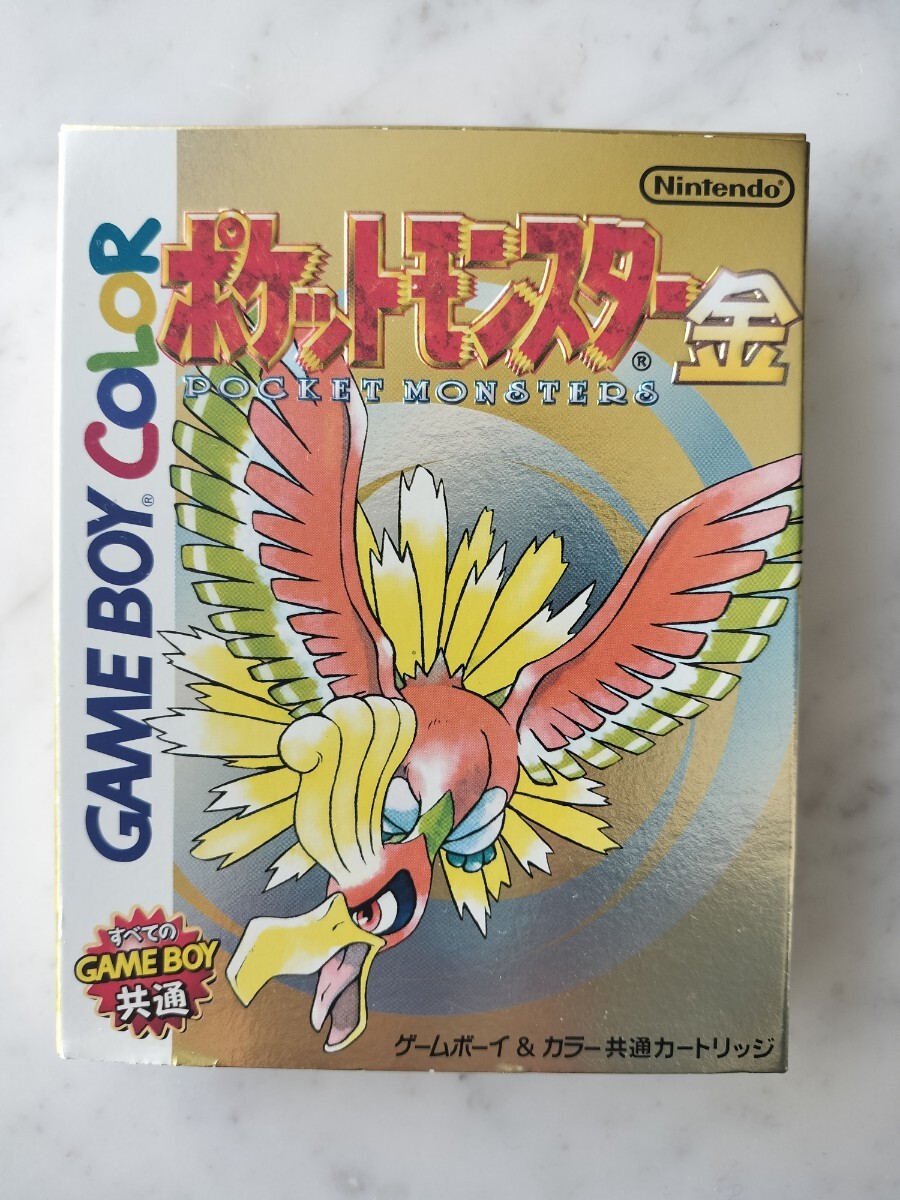 Nintendo®
ポケットモンスター®金
POCKET MONSTERS
GAME BOY® COLOR
すべての
GAME BOY
共通
ゲームボーイ & カラー共通カートリッジ